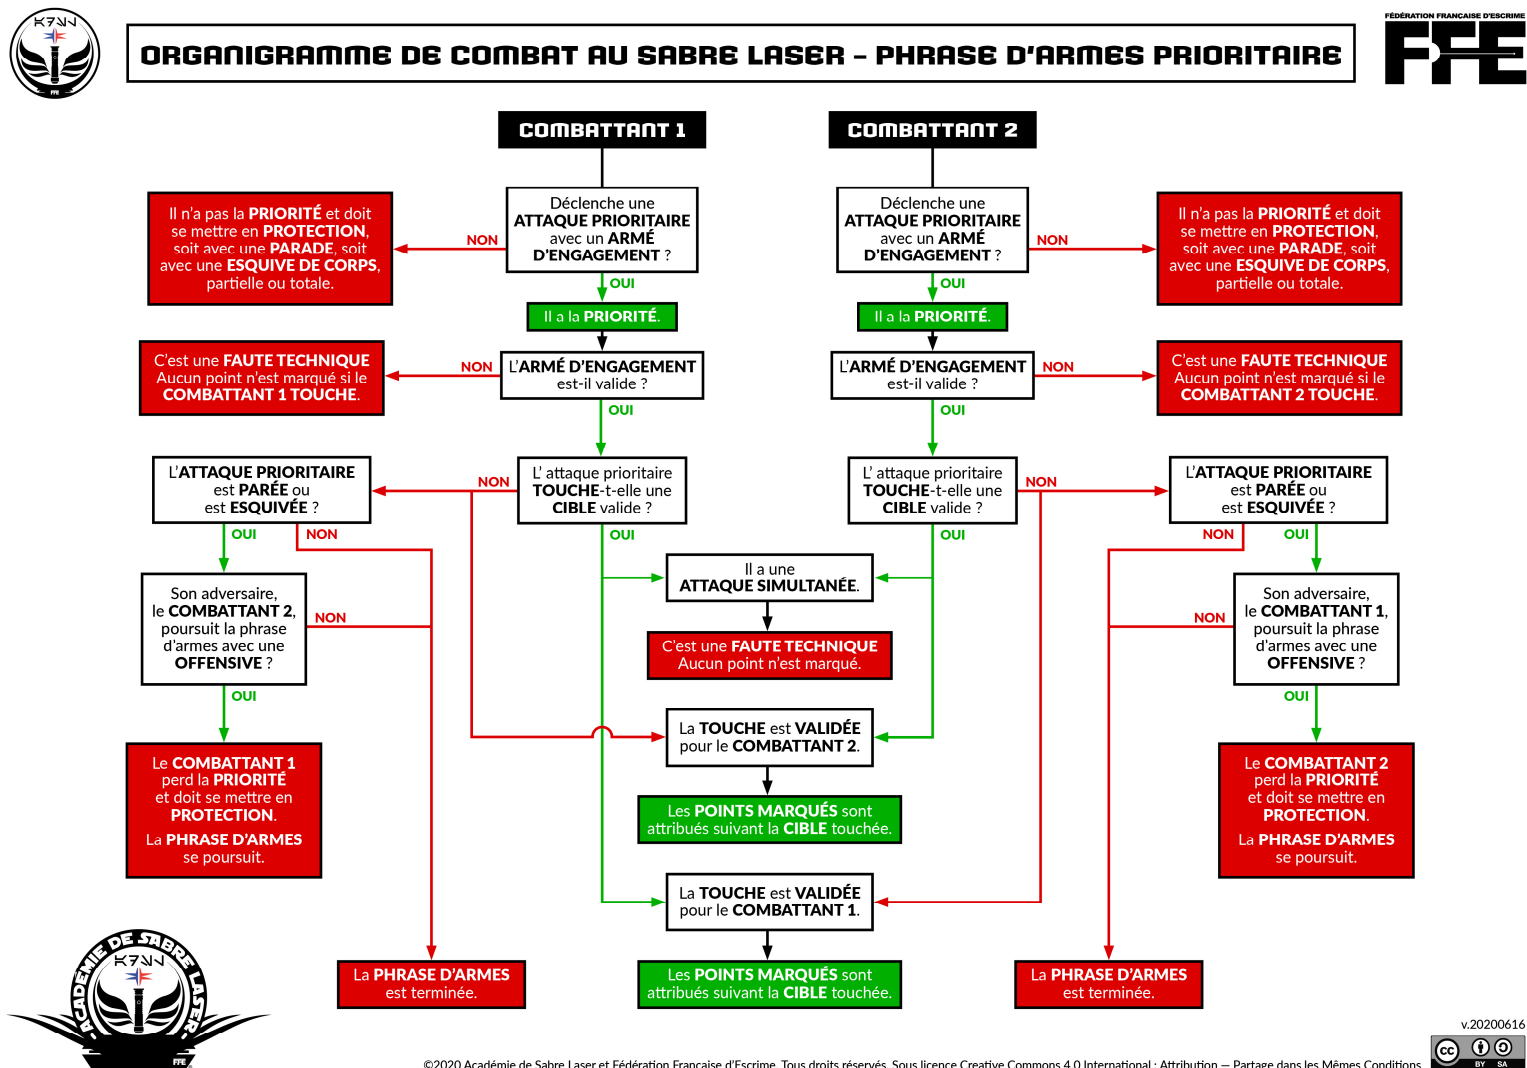 FÉDÉRATION FRANÇAISE D'ESCRIME
FFE
ORGANIGRAMME DE COMBAT AU SABRE LASER – PHRASE D'ARMES PRIORITAIRE
FFE
COMBATTANT 1
COMBATTANT 2
Il n'a pas la PRIORITÉ et doit
se mettre en PROTECTION,
soit avec une PARADE, soit
avec une ESQUIVE DE CORPS,
partielle ou totale.
NON
Déclenche une
ATTAQUE PRIORITAIRE
avec un ARMÉ
D'ENGAGEMENT ?
Déclenche une
ATTAQUE PRIORITAIRE
avec un ARMÉ
D'ENGAGEMENT ?
NON
Il n'a pas la PRIORITÉ et doit
se mettre en PROTECTION,
soit avec une PARADE, soit
avec une ESQUIVE DE CORPS,
partielle ou totale.
OUI
OUI
Il a la PRIORITÉ.
Il a la PRIORITÉ.
C'est une FAUTE TECHNIQUE
Aucun point n'est marqué si le
COMBATTANT 1 TOUCHE.
NON
L'ARMÉ D'ENGAGEMENT
est-il valide ?
L'ARMÉ D'ENGAGEMENT
est-il valide ?
NON
C'est une FAUTE TECHNIQUE
Aucun point n'est marqué si le
COMBATTANT 2 TOUCHE.
OUI
OUI
L'ATTAQUE PRIORITAIRE
est PARÉE ou
est ESQUIVÉE ?
NON
L' attaque prioritaire
TOUCHE-t-elle une
CIBLE valide ?
L' attaque prioritaire
TOUCHE-t-elle une
CIBLE valide ?
NON
L'ATTAQUE PRIORITAIRE
est PARÉE ou
est ESQUIVÉE ?
OUI
NON
OUI
OUI
NON
OUI
Il a une
ATTAQUE SIMULTANÉE.
Son adversaire,
le COMBATTANT 2,
poursuit la phrase
d'armes avec une
OFFENSIVE ?
NON
C'est une FAUTE TECHNIQUE
Aucun point n'est marqué.
NON
Son adversaire,
le COMBATTANT 1,
poursuit la phrase
d'armes avec une
OFFENSIVE ?
OUI
OUI
La TOUCHE est VALIDÉE
pour le COMBATTANT 2.
Le COMBATTANT 1
perd la PRIORITÉ
et doit se mettre en
PROTECTION.
La PHRASE D'ARMES
se poursuit.
Les POINTS MARQUÉS sont
attribués suivant la CIBLE touchée.
Le COMBATTANT 2
perd la PRIORITÉ
et doit se mettre en
PROTECTION.
La PHRASE D'ARMES
se poursuit.
La TOUCHE est VALIDÉE
pour le COMBATTANT 1.
La PHRASE D'ARMES
est terminée.
Les POINTS MARQUÉS sont
attribués suivant la CIBLE touchée.
La PHRASE D'ARMES
est terminée.
ACADÉMIE DE SABRE LASER
FFE
v.20200616
©2020 Académie de Sabre Laser et Fédération Française d'Escrime. Tous droits réservés. Sous licence Creative Commons 4.0 International : Attribution — Partage dans les Mêmes Conditions
cc
BY SA